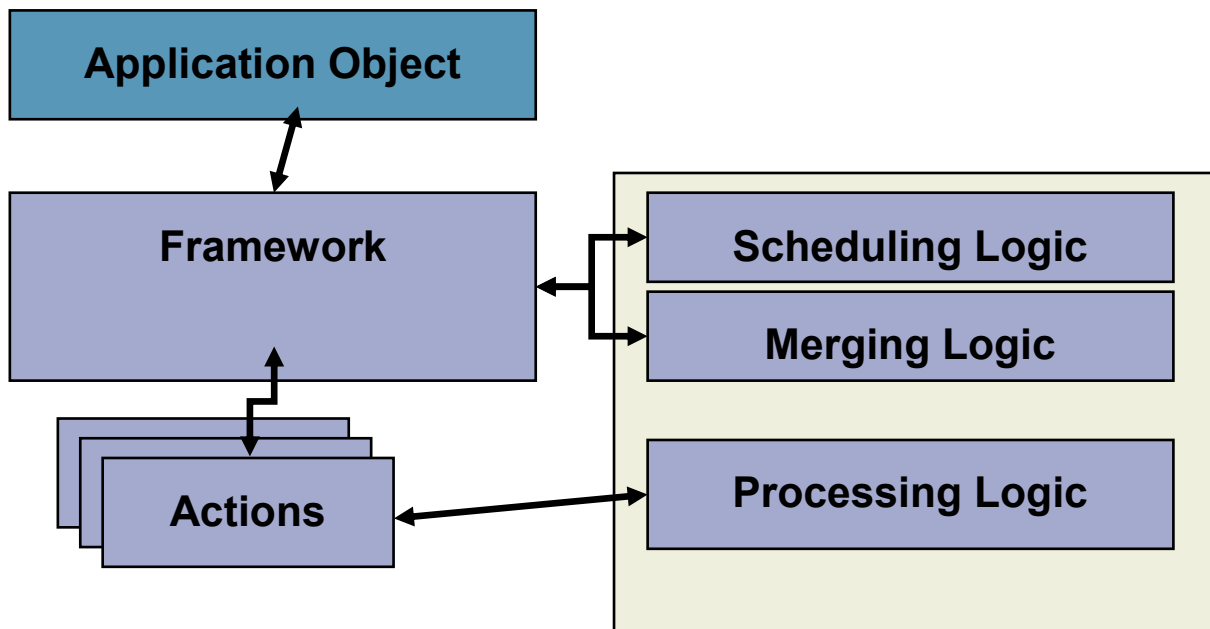 Application Object
Framework
Scheduling Logic
Merging Logic
Actions
Processing Logic